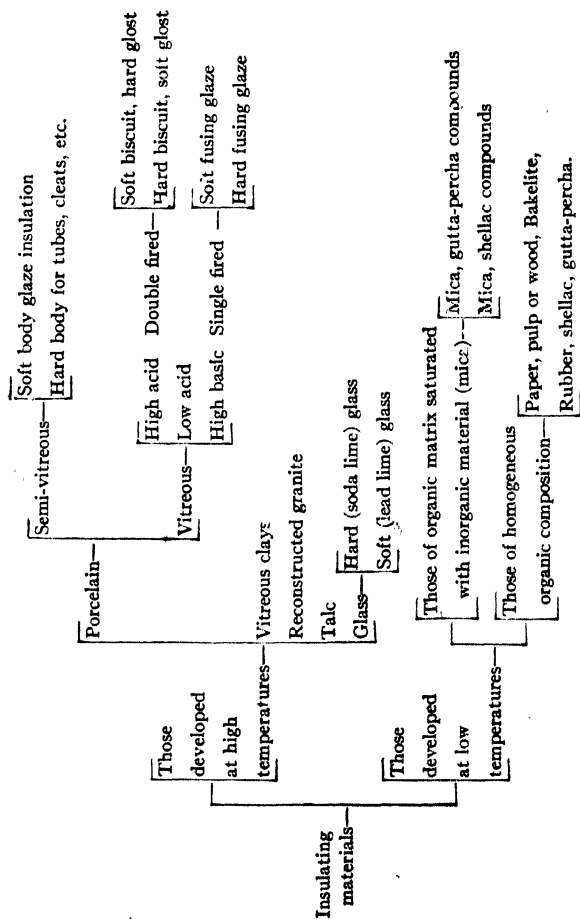 Insulating
materials
Those
developed
at high
temperatures
Porcelain
Semi-vitreous
Soft body glaze insulation
Hard body for tubes, cleats, etc.
Vitreous
High acid Double fired
Low acid
High basic Single fired
Soft biscuit, hard glost
Hard biscuit, soft glost
Soft fusing glaze
Hard fusing glaze
Vitreous clays
Reconstructed granite
Talc
Glass
Hard (soda lime) glass
Soft (lead lime) glass
Those
developed
at low
temperatures
Those of organic matrix saturated
with inorganic material (mica)
Mica, gutta-percha compounds
Mica, shellac compounds
Those of homogeneous
organic composition
Paper, pulp or wood, Bakelite,
Rubber, shellac, gutta-percha.